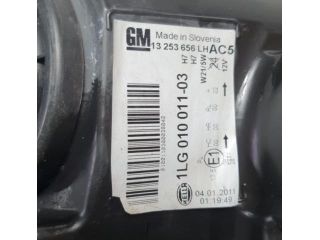 GM Made in Slovenia
13 253 656 LH AC5
H7
H7
W21/5W
24
12V
1LG 010 011-03
E1
HELLA
04.01.2011
01:19:49